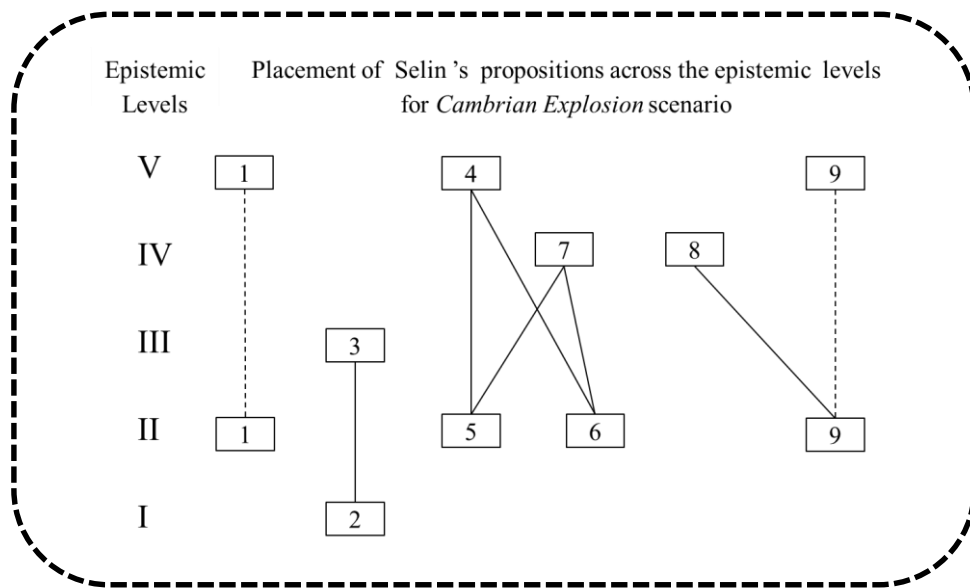 Epistemic Placement of Selin 's propositions across the epistemic levels
Levels for Cambrian Explosion scenario
V 1 4 9
IV 7 8
III 3
II 1 5 6 9
I 2